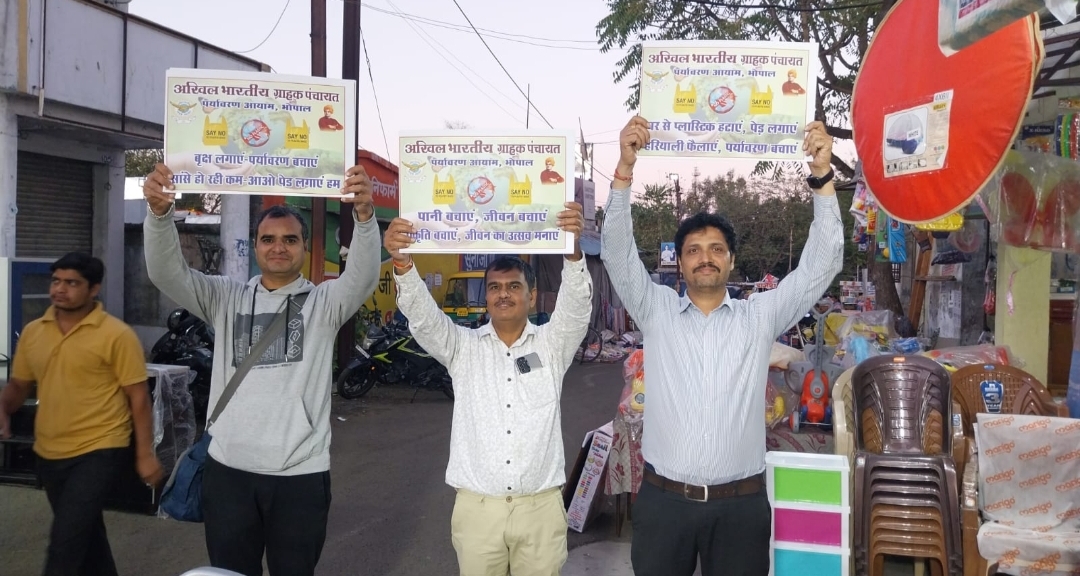 अखिल भारतीय ग्राहक पंचायत
पर्यावरण आयाम, भोपाल
SAY NO
SAY NO
वृक्ष लगाएं-पर्यावरण बचाएं
हो रही कम-आओ पेड़ लगाएं हम
अखिल भारतीय ग्राहक पंचायत
पर्यावरण आयाम, भोपाल
SAY NO
SAY NO
पानी बचाएं, जीवन बचाएं
बचाएं, जीवन का उत्सव मनाएं
अखिल भारतीय ग्राहक पंचायत
पर्यावरण आयाम, भोपाल
SAY NO
SAY NO
से प्लास्टिक हटाएं, पेड़ लगाएं
हरियाली फैलाएं, पर्यावरण बचाएं
mango